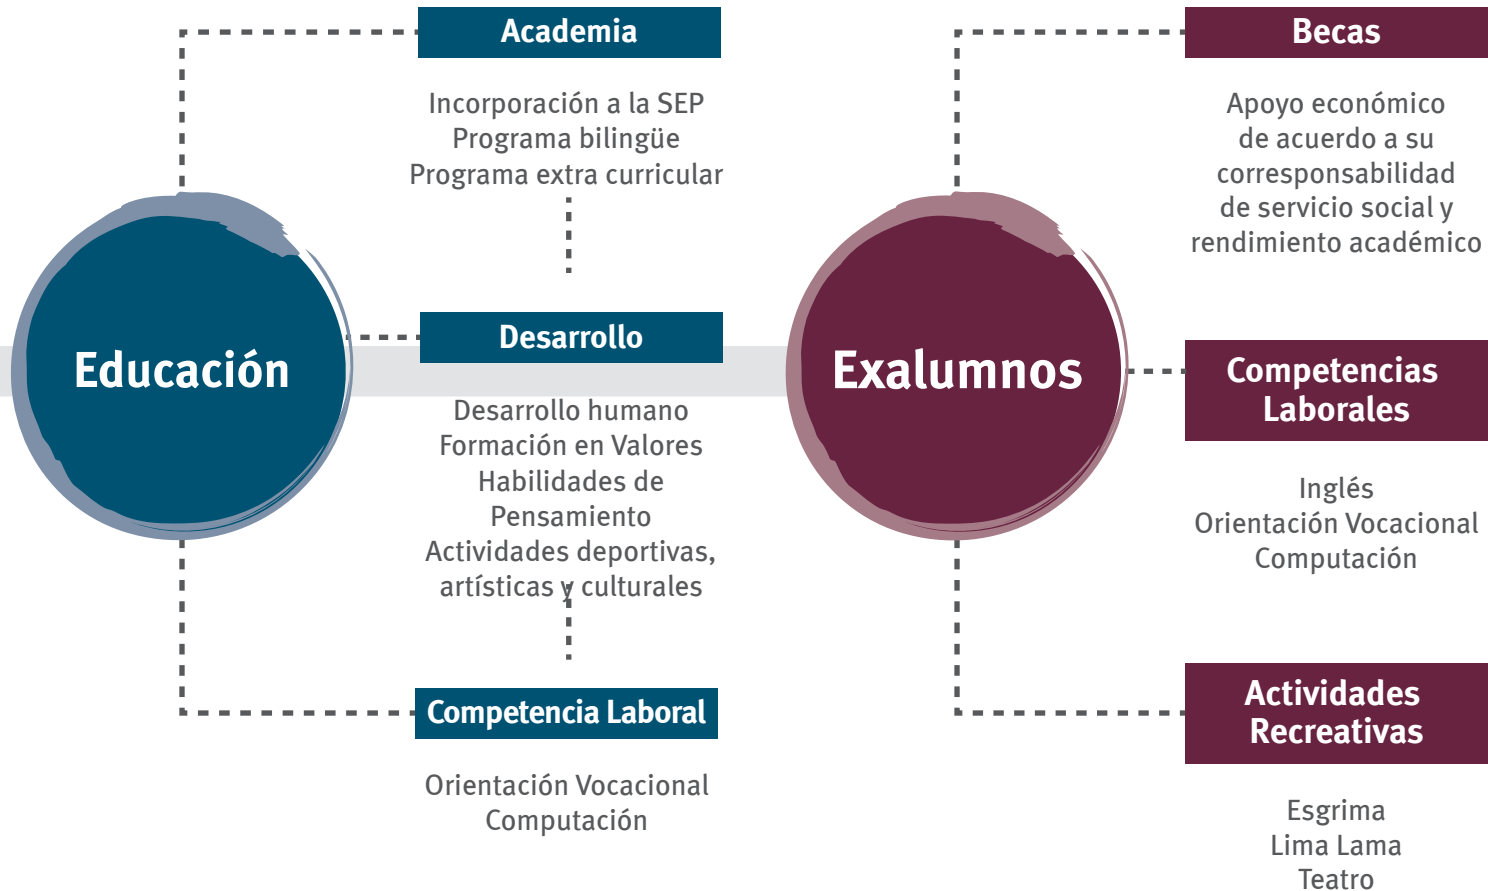 Educación
Academia
Incorporación a la SEP
Programa bilingüe
Programa extra curricular
Desarrollo
Desarrollo humano
Formación en Valores
Habilidades de
Pensamiento
Actividades deportivas,
artísticas y culturales
Competencia Laboral
Orientación Vocacional
Computación
Exalumnos
Becas
Apoyo económico
de acuerdo a su
corresponsabilidad
de servicio social y
rendimiento académico
Competencias
Laborales
Inglés
Orientación Vocacional
Computación
Actividades
Recreativas
Esgrima
Lima Lama
Teatro